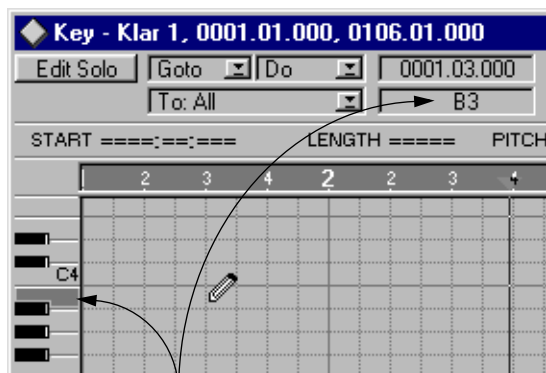 Key - Klar 1, 0001.01.000, 0106.01.000
Edit Solo Goto Do 0001.03.000
To: All B3
START ====:==:=== LENGTH ===== PITCH
2 3 4 2 2 3 4
C4